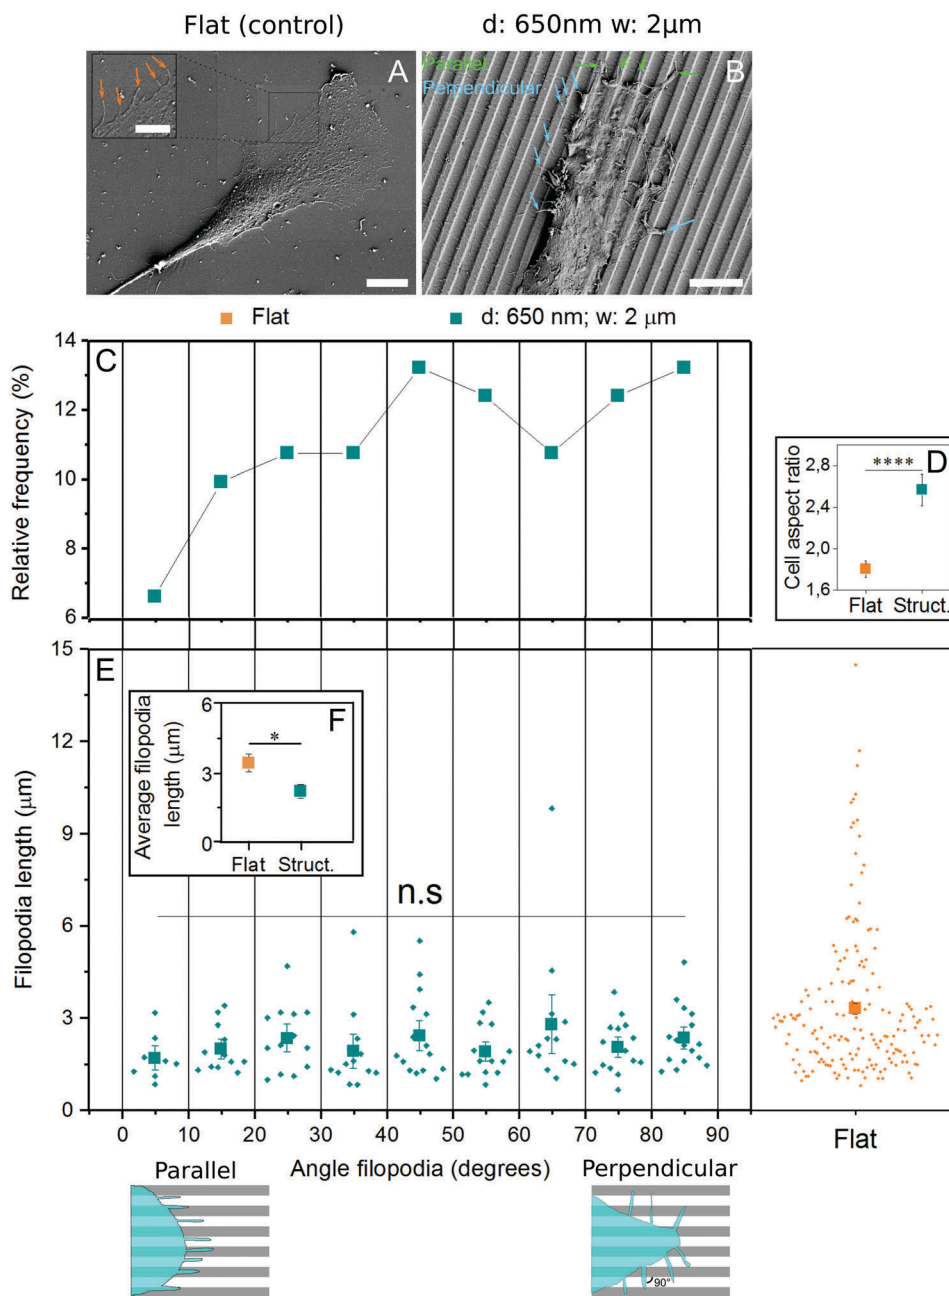 Flat (control)
d: 650nm w: 2µm
A
Parallel
Perpendicular
B
Flat
d: 650 nm; w: 2 µm
C
Relative frequency (%)
14
12
10
8
6
D
Cell aspect ratio
2,8
2,4
2,0
1,6
****
Flat Struct.
E
Filopodia length (µm)
15
12
9
6
3
0
F
Average filopodia
length (µm)
6
3
0
*
Flat Struct.
n.s
0 10 20 30 40 50 60 70 80 90
Flat
Parallel
Angle filopodia (degrees)
Perpendicular
90°